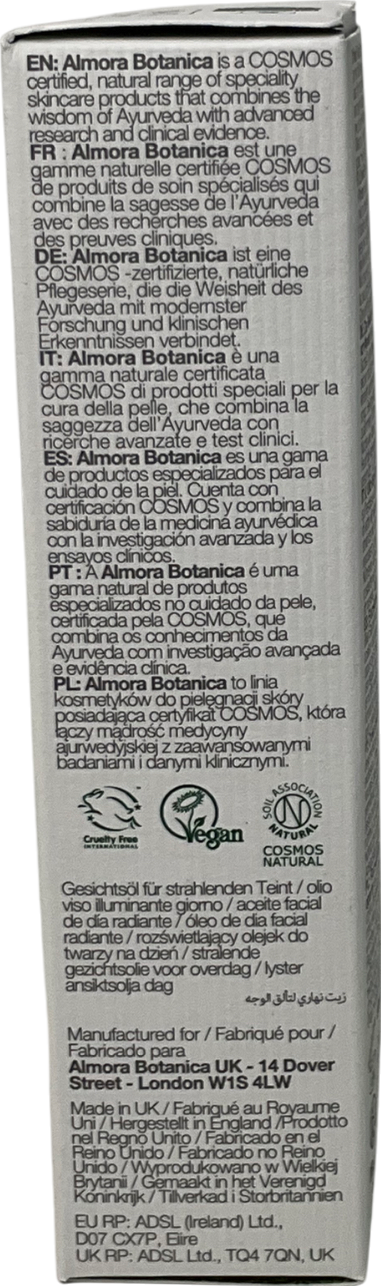 EN: Almora Botanica is a COSMOS
certified, natural range of speciality
skincare products that combines the
wisdom of Ayurveda with advanced
research and clinical evidence.
FR : Almora Botanica est une
gamme naturelle certifiée COSMOS
de produits de soin spécialisés qui
combine la sagesse de l'Ayurveda
avec des recherches avancées et
des preuves cliniques.
DE: Almora Botanica ist eine
COSMOS -zertifizierte, natürliche
Pflegeserie, die die Weisheit des
Ayurveda mit modernster
Forschung und klinischen
Erkenntnissen verbindet.
IT: Almora Botanica è una
gamma naturale certificata
COSMOS di prodotti speciali per la
cura della pelle, che combina la
saggezza dell'Ayurveda con
ricerche avanzate e test clinici.
ES: Almora Botanica es una gama
de productos especializados para el
cuidado de la piel. Cuenta con
certificación COSMOS y combina la
sabiduría de la medicina ayurvédica
con la investigación avanzada y los
ensayos clínicos.
PT : A Almora Botanica é uma
gama natural de produtos
especializados no cuidado da pele,
certificada pela COSMOS, que
combina os conhecimentos da
Ayurveda com investigação avançada
e evidência clínica.
PL: Almora Botanica to linia
kosmetyków do pielęgnacji skóry
posiadająca certyfikat COSMOS, która
łączy mądrość medycyny
ajurwedyjskiej z zaawansowanymi
badaniami i danymi klinicznymi.
Cruelty Free
INTERNATIONAL
Vegan
SOIL ASSOCIATION
NATURAL
COSMOS
NATURAL
Gesichtsöl für strahlenden Teint / olio
viso illuminante giorno / aceite facial
de día radiante / óleo de dia facial
radiante / rozświetlający olejek do
twarzy na dzień / stralende
gezichtsolie voor overdag / lyster
ansiktsolja dag
زيت نهاري لتألق الوجه
Manufactured for / Fabriqué pour /
Fabricado para
Almora Botanica UK - 14 Dover
Street - London W1S 4LW
Made in UK / Fabriqué au Royaume
Uni / Hergestellt in England /Prodotto
nel Regno Unito / Fabricado en el
Reino Unido / Fabricado no Reino
Unido / Wyprodukowano w Wielkiej
Brytanii / Gemaakt in het Verenigd
Koninkrijk / Tillverkad i Storbritannien
EU RP: ADSL (Ireland) Ltd.,
D07 CX7P, Eiire
UK RP: ADSL Ltd., TQ4 7QN, UK